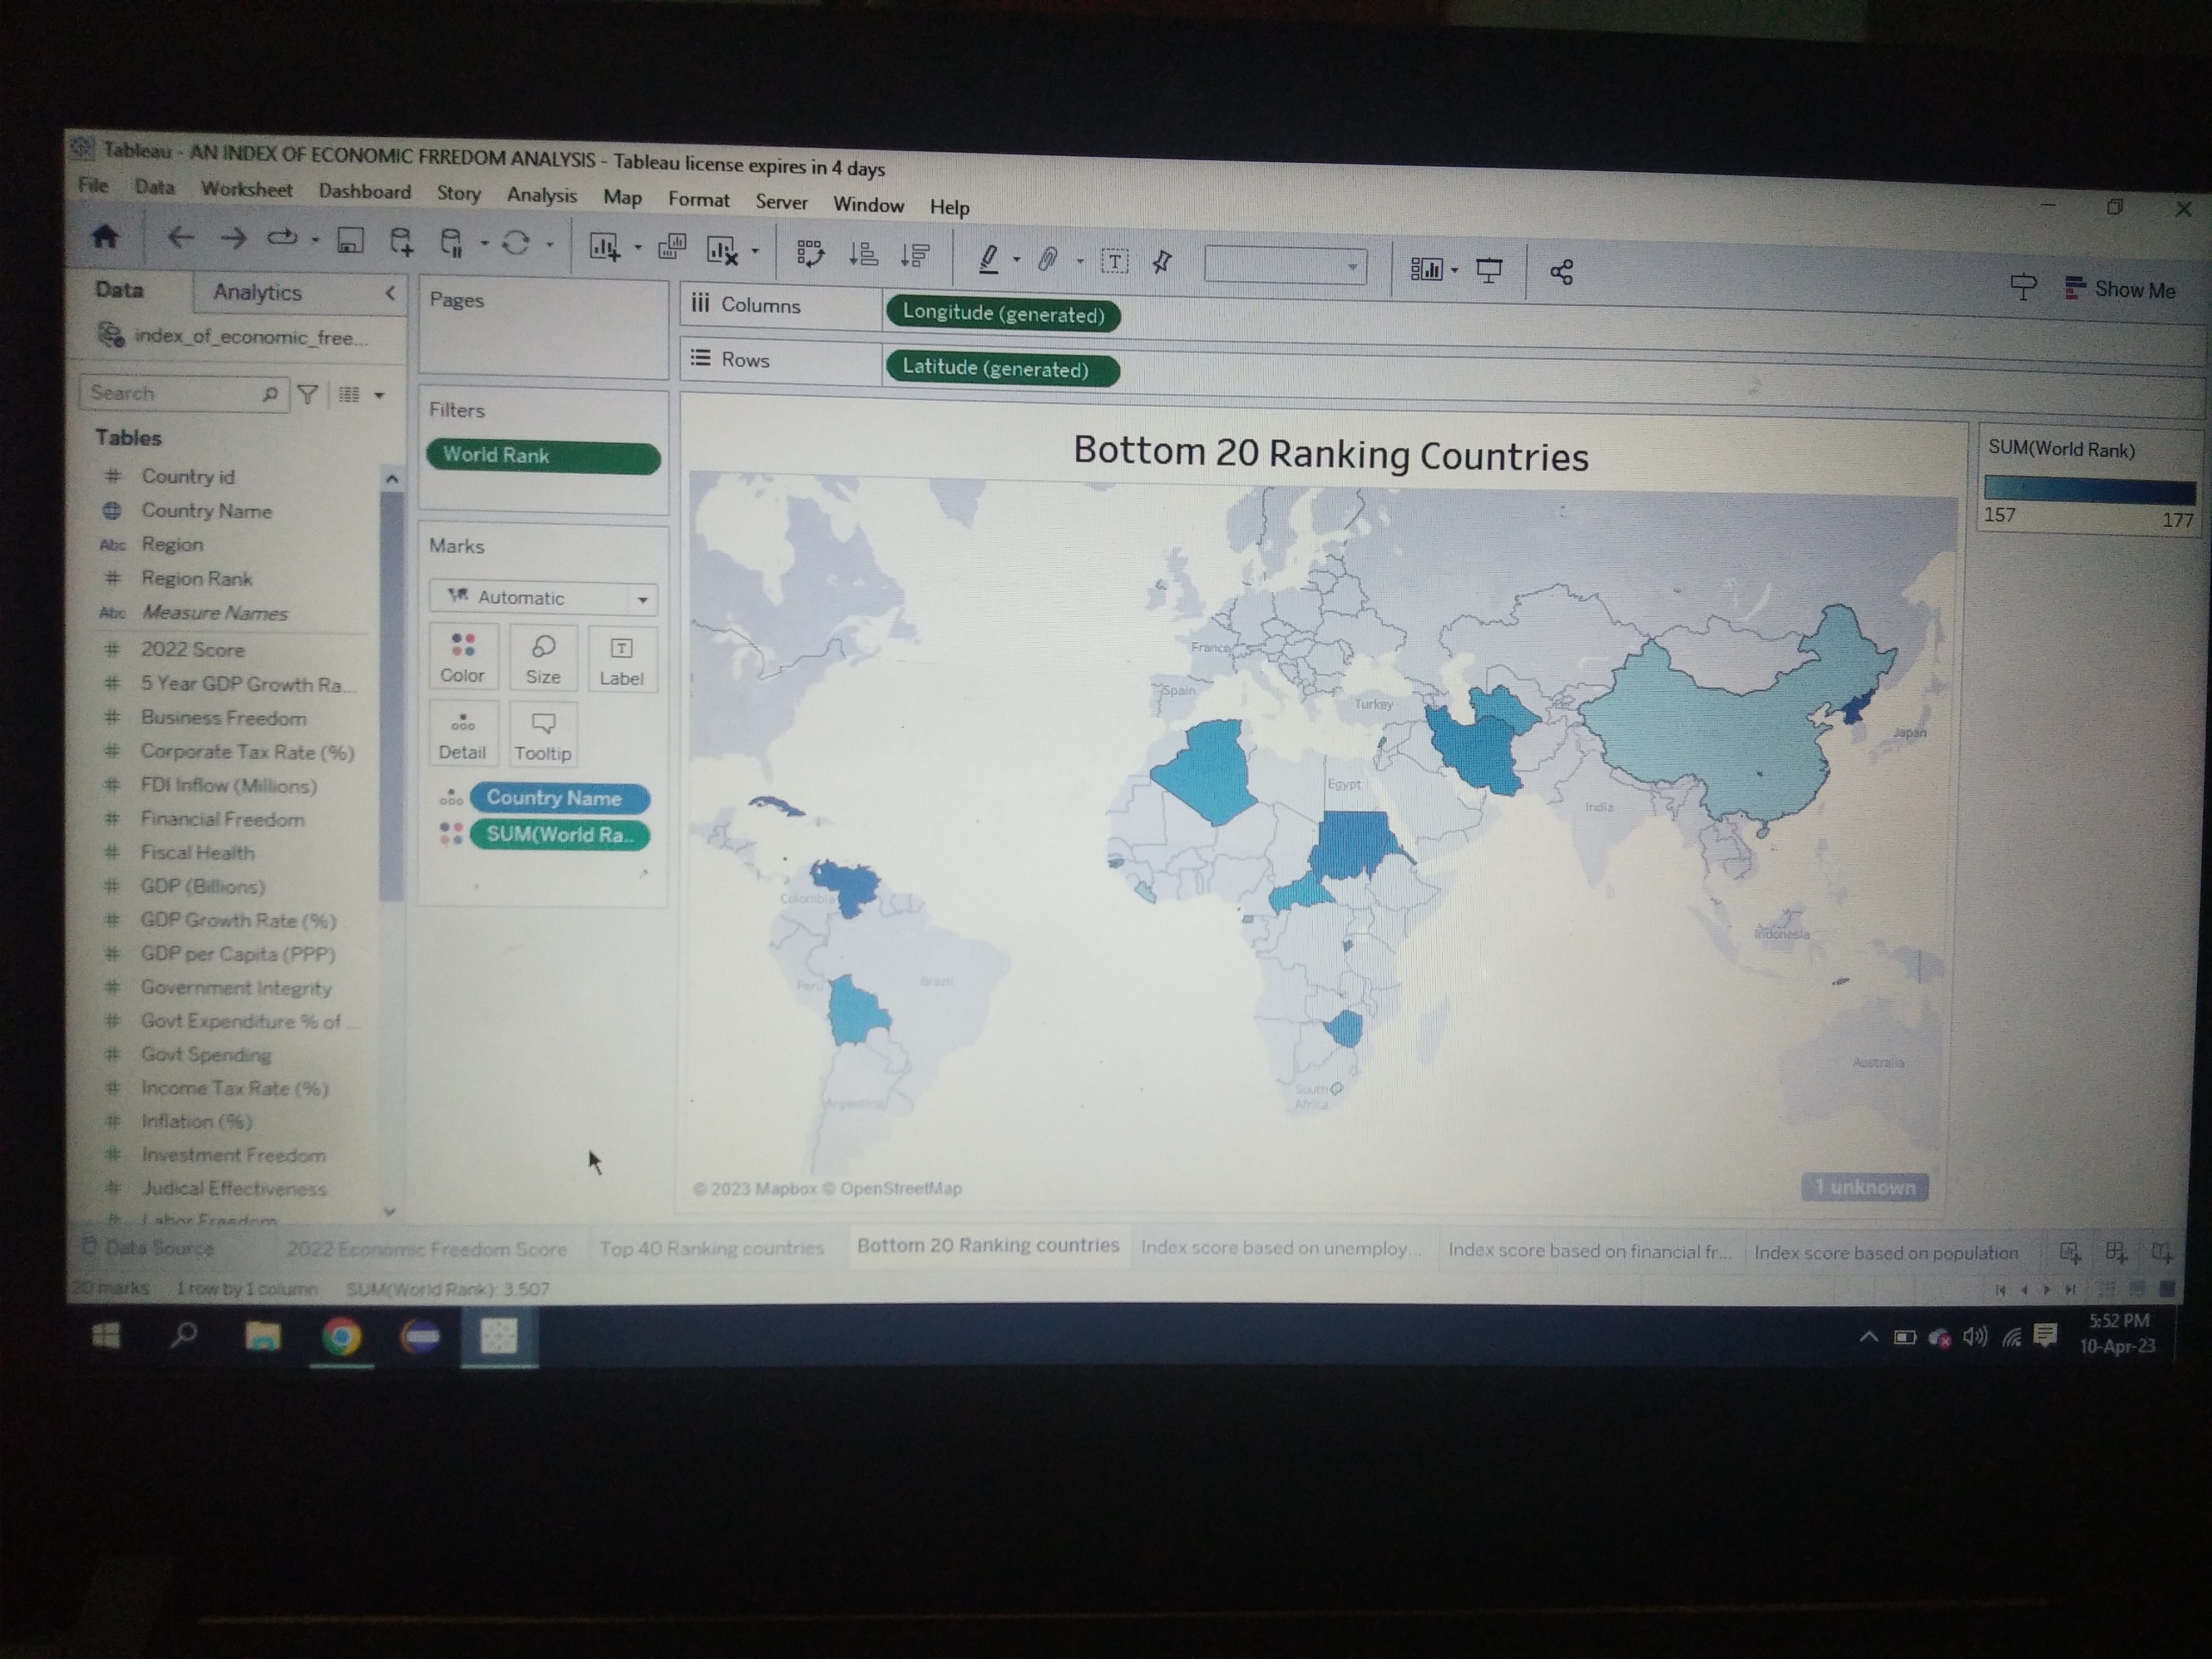 Tableau - AN INDEX OF ECONOMIC FRREDOM ANALYSIS - Tableau license expires in 4 days
File Data Worksheet Dashboard Story Analysis Map Format Server Window Help
Show Me
Data Analytics
index_of_economic_free...
Search
Tables
Country id
Country Name
Abc Region
Region Rank
Abc Measure Names
2022 Score
5 Year GDP Growth Ra...
Business Freedom
Corporate Tax Rate (%)
FDI Inflow (Millions)
Financial Freedom
Fiscal Health
GDP (Billions)
GDP Growth Rate (%)
GDP per Capita (PPP)
Government Integrity
Govt Expenditure % of ...
Govt Spending
Income Tax Rate (%)
Inflation (%)
Investment Freedom
Judical Effectiveness
Labor Freedom
Pages
Filters
World Rank
Marks
Automatic
Color Size Label
Detail Tooltip
Country Name
SUM(World Ra..
Columns Longitude (generated)
Rows Latitude (generated)
Bottom 20 Ranking Countries
France
Spain
Turkey
Japan
Egypt
India
Colombia
Indonesia
Peru
Brazil
Australia
South
Africa
Argentina
© 2023 Mapbox © OpenStreetMap
1 unknown
SUM(World Rank)
157 177
Data Source 2022 Economic Freedom Score Top 40 Ranking countries Bottom 20 Ranking countries Index score based on unemploy... Index score based on financial fr... Index score based on population
20 marks 1 row by 1 column SUM(World Rank): 3,507
5:52 PM
10-Apr-23